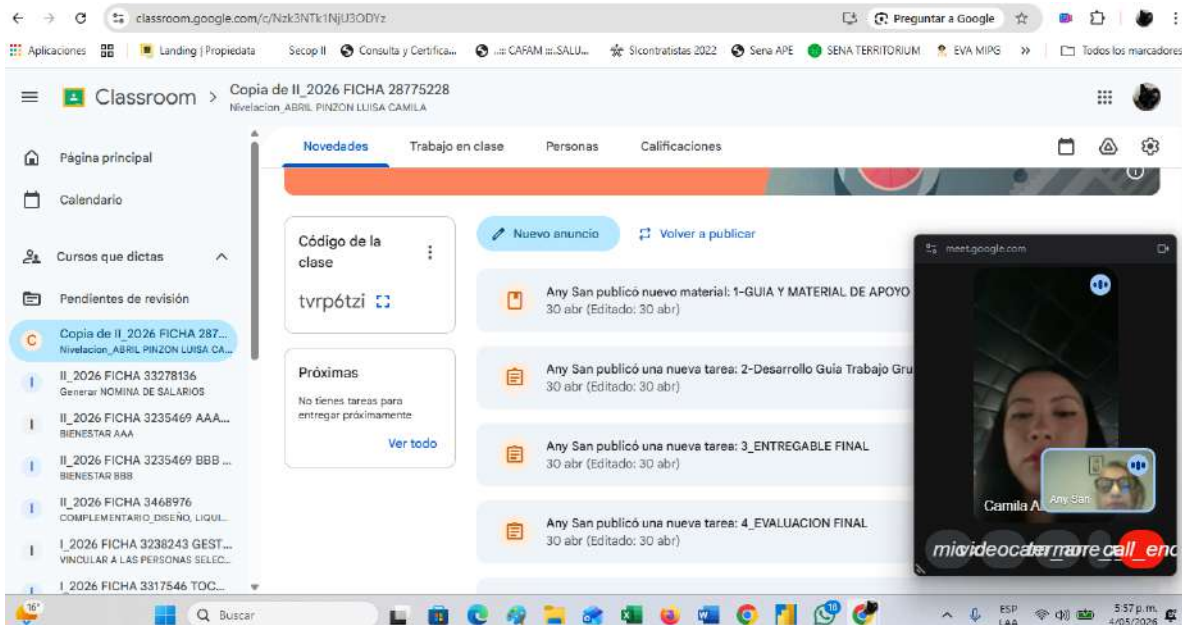 classroom.google.com/c/Nzk3NTk1NjU3ODYz
Preguntar a Google
Aplicaciones
Landing | Propiedata
Secop II
Consulta y Certifica...
..:: CAFAM ::..SALU...
Sicontratistas 2022
Sena APE
SENA TERRITORIUM
EVA MIPG
»
Todos los marcadores
Classroom > Copia de II_2026 FICHA 28775228
Nivelacion_ABRIL PINZON LUISA CAMILA
Página principal
Calendario
Cursos que dictas
Pendientes de revisión
C
Copia de II_2026 FICHA 287...
Nivelacion_ABRIL PINZON LUISA CA...
I
II_2026 FICHA 33278136
Generar NOMINA DE SALARIOS
I
II_2026 FICHA 3235469 AAA...
BIENESTAR AAA
I
II_2026 FICHA 3235469 BBB ...
BIENESTAR BBB
I
II_2026 FICHA 3468976
COMPLEMENTARIO_DISEÑO, LIQUI...
I
I_2026 FICHA 3238243 GEST...
VINCULAR A LAS PERSONAS SELEC...
I
I_2026 FICHA 3317546 TOC...
Novedades
Trabajo en clase
Personas
Calificaciones
Código de la
clase
tvrp6tzi
Próximas
No tienes tareas para
entregar próximamente
Ver todo
Nuevo anuncio
Volver a publicar
Any San publicó nuevo material: 1-GUIA Y MATERIAL DE APOYO
30 abr (Editado: 30 abr)
Any San publicó una nueva tarea: 2-Desarrollo Guia Trabajo Gru
30 abr (Editado: 30 abr)
Any San publicó una nueva tarea: 3_ENTREGABLE FINAL
30 abr (Editado: 30 abr)
Any San publicó una nueva tarea: 4_EVALUACION FINAL
30 abr (Editado: 30 abr)
meet.google.com
Camila A
Any San
call_end
16°
Buscar
16
ESP
LAA
5:57 p.m.
4/05/2026